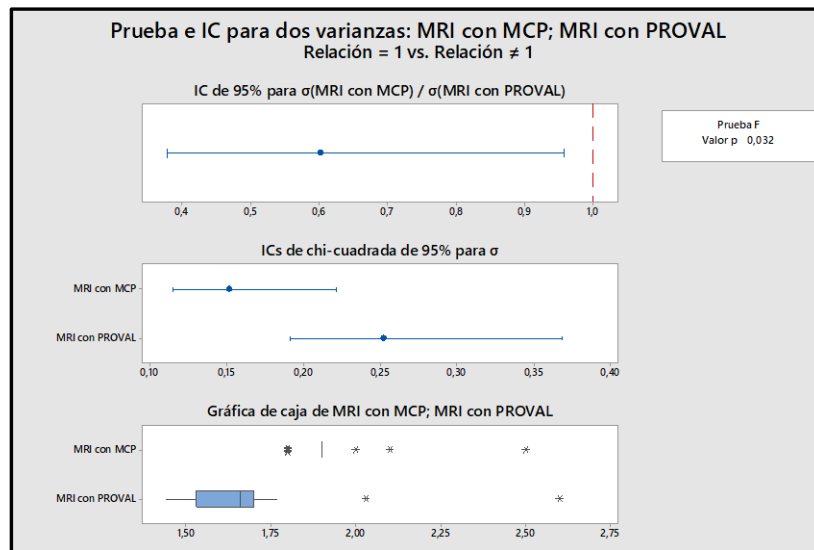 Prueba e IC para dos varianzas: MRI con MCP; MRI con PROVAL
Relación = 1 vs. Relación ≠ 1
IC de 95% para σ(MRI con MCP) / σ(MRI con PROVAL)
0,4 0,5 0,6 0,7 0,8 0,9 1,0
Prueba F
Valor p 0,032
ICs de chi-cuadrada de 95% para σ
MRI con MCP
MRI con PROVAL
0,10 0,15 0,20 0,25 0,30 0,35 0,40
Gráfica de caja de MRI con MCP; MRI con PROVAL
MRI con MCP
MRI con PROVAL
1,50 1,75 2,00 2,25 2,50 2,75